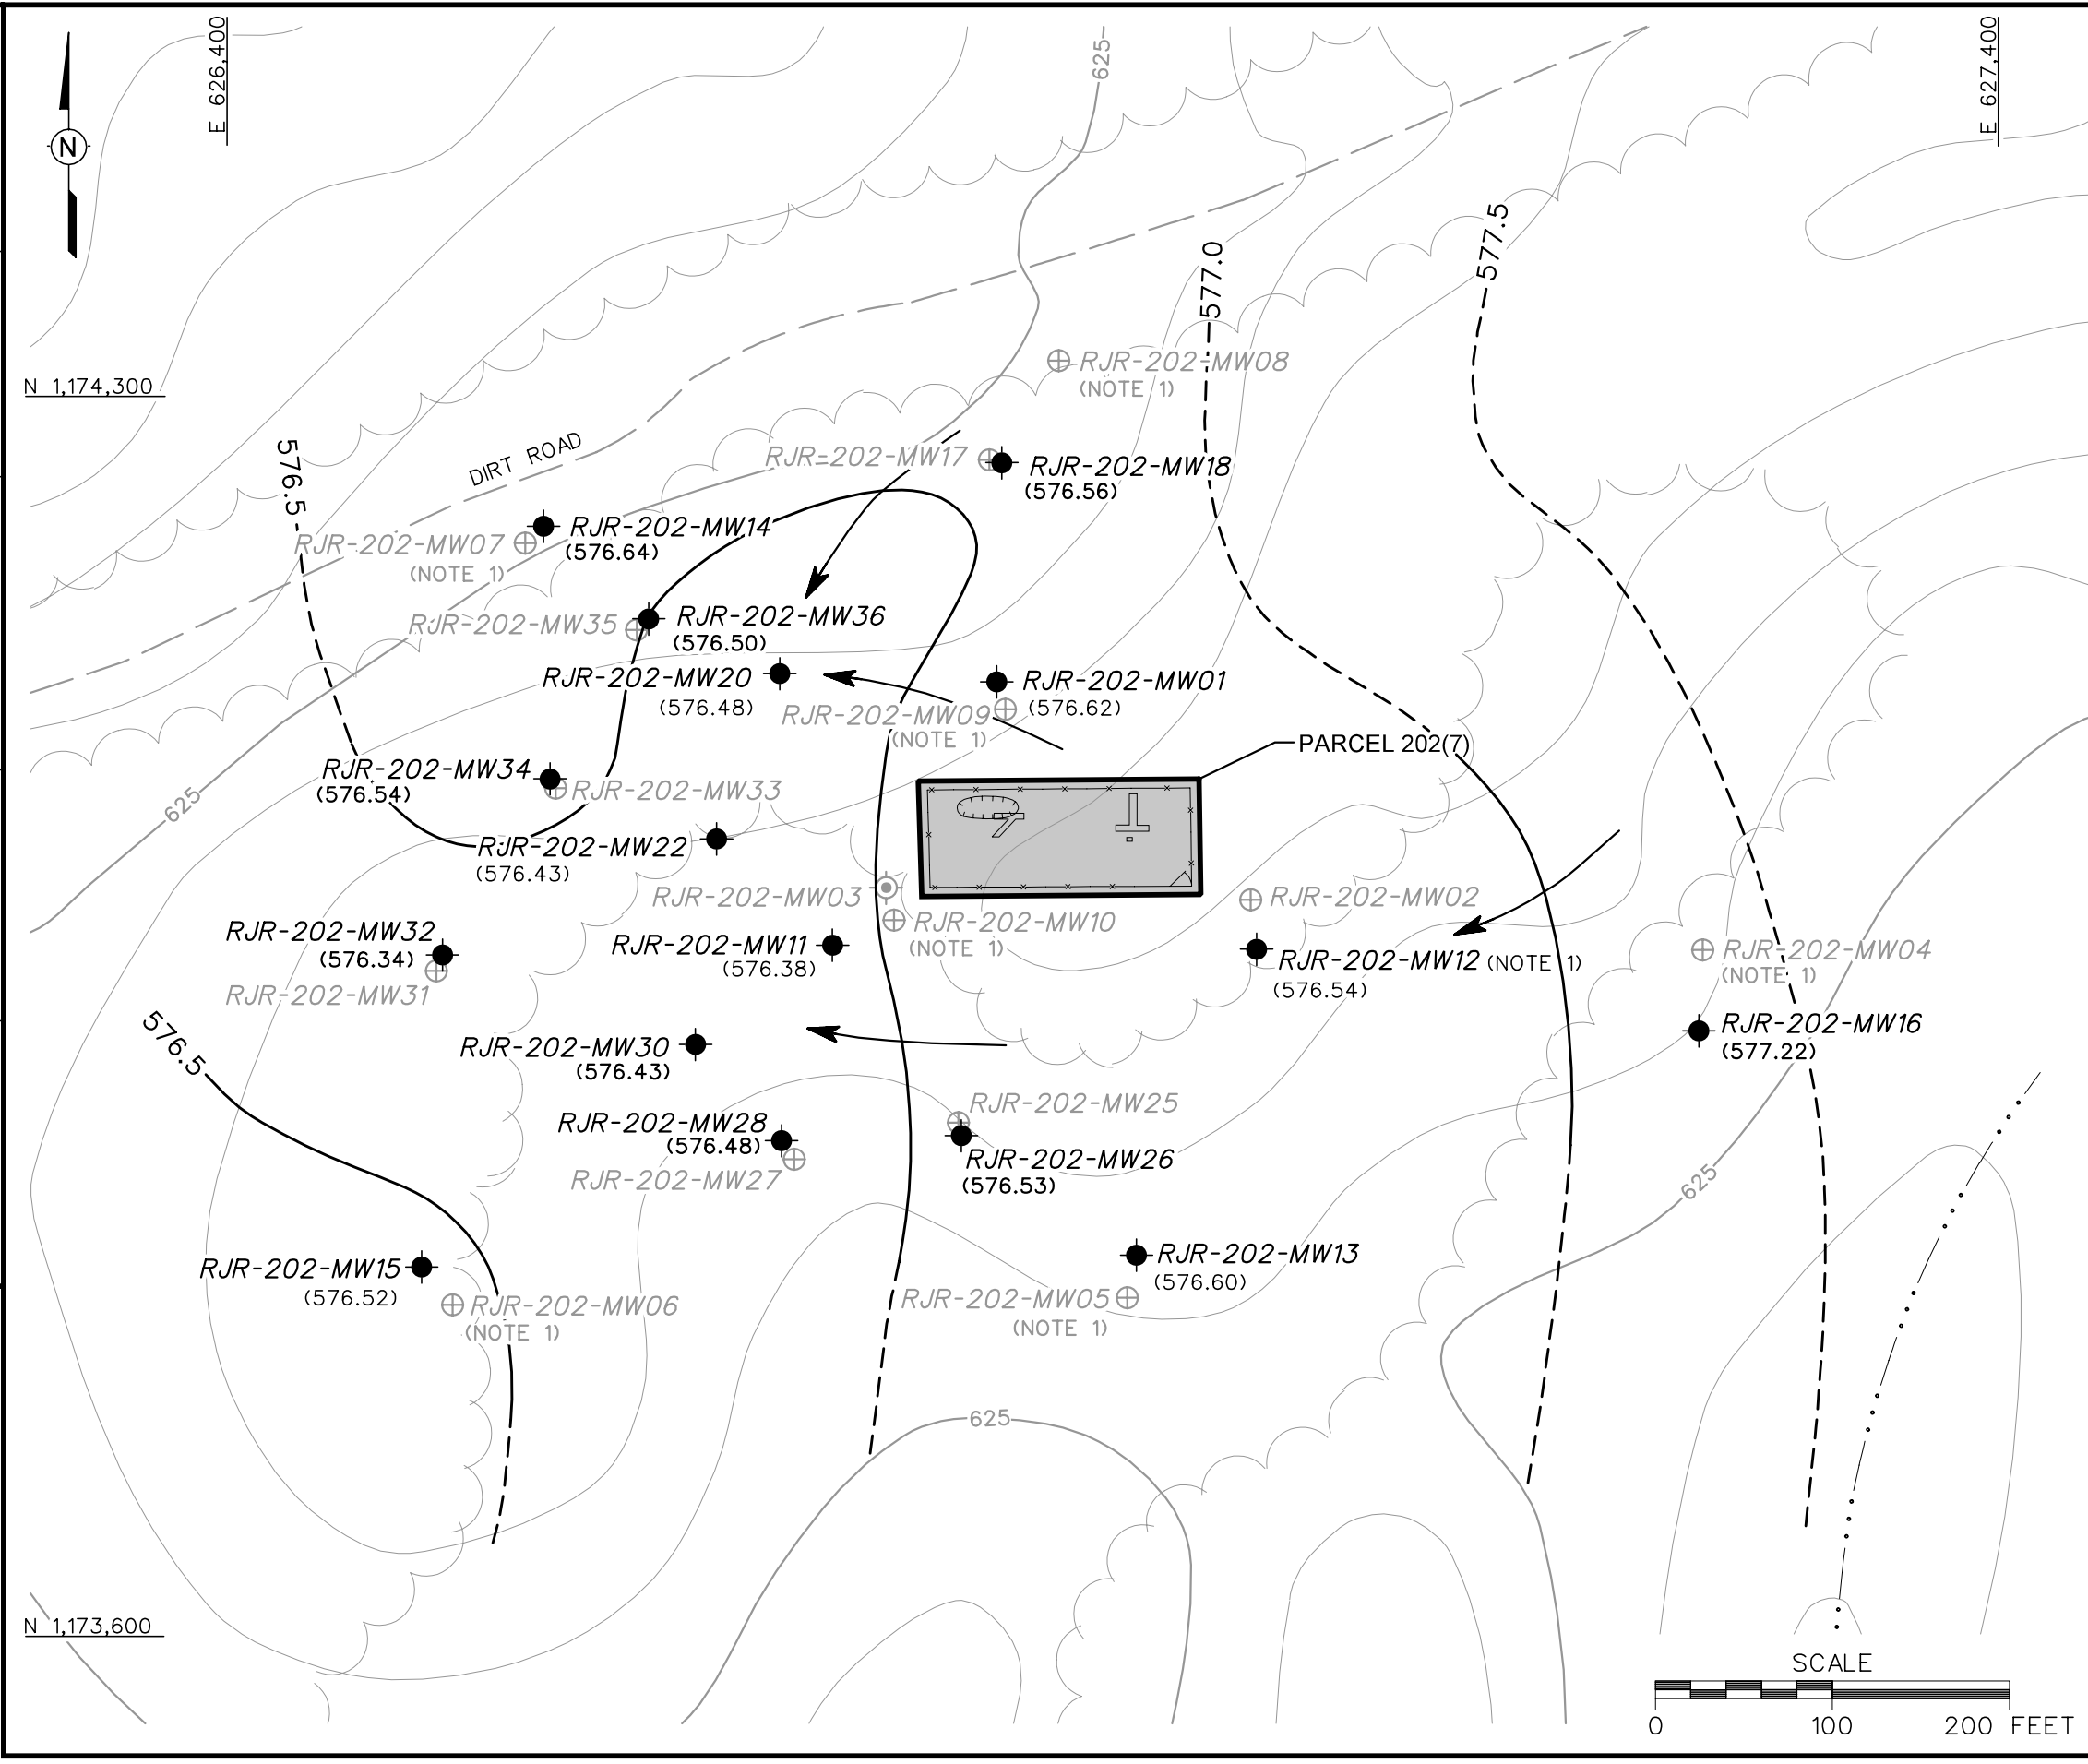 E 626,400
E 627,400
N
625
577.5
577.0
RJR-202-MW08
(NOTE 1)
N 1,174,300
DIRT ROAD
576.5
RJR-202-MW17
RJR-202-MW18
(576.56)
RJR-202-MW14
(576.64)
RJR-202-MW07
(NOTE 1)
RJR-202-MW35
RJR-202-MW36
(576.50)
RJR-202-MW20
(576.48)
RJR-202-MW01
(576.62)
RJR-202-MW09
(NOTE 1)
PARCEL 202(7)
RJR-202-MW34
(576.54)
RJR-202-MW33
625
RJR-202-MW22
(576.43)
RJR-202-MW03
RJR-202-MW02
RJR-202-MW10
(NOTE 1)
RJR-202-MW32
(576.34)
RJR-202-MW31
RJR-202-MW11
(576.38)
RJR-202-MW12 (NOTE 1)
(576.54)
RJR-202-MW04
(NOTE 1)
RJR-202-MW16
(577.22)
576.5
RJR-202-MW30
(576.43)
RJR-202-MW28
(576.48)
RJR-202-MW27
RJR-202-MW25
RJR-202-MW26
(576.53)
625
RJR-202-MW15
(576.52)
RJR-202-MW06
(NOTE 1)
RJR-202-MW13
(576.60)
RJR-202-MW05
(NOTE 1)
625
N 1,173,600
SCALE
0 100 200 FEET